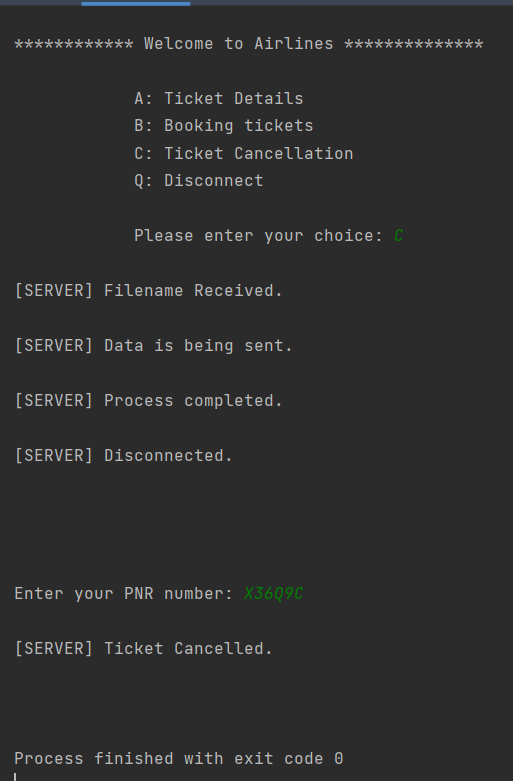 ************ Welcome to Airlines **************
A: Ticket Details
B: Booking tickets
C: Ticket Cancellation
Q: Disconnect
Please enter your choice: C
[SERVER] Filename Received.
[SERVER] Data is being sent.
[SERVER] Process completed.
[SERVER] Disconnected.
Enter your PNR number: X36Q9C
[SERVER] Ticket Cancelled.
Process finished with exit code 0